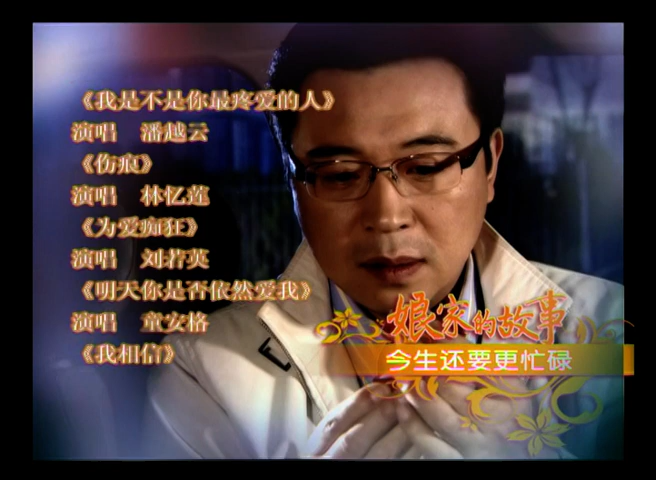 《我是不是你最疼爱的人》
演唱 潘越云
《伤痕》
演唱 林忆莲
《为爱痴狂》
演唱 刘若英
《明天你是否依然爱我》
演唱 童安格
《我相信》
娘家的故事
今生还要更忙碌